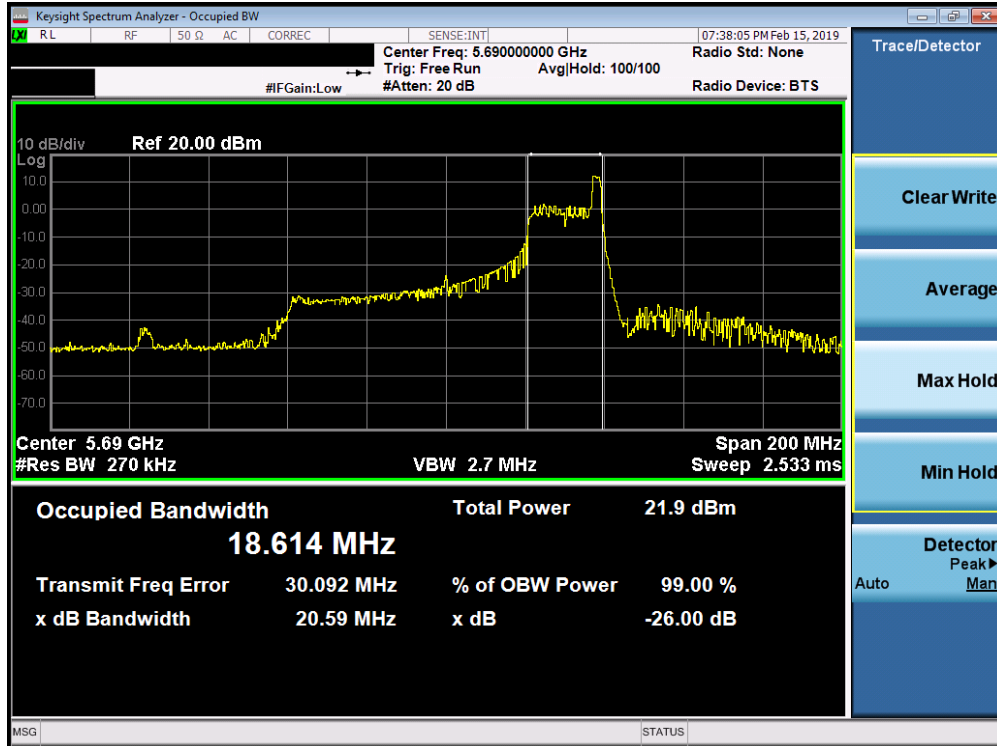 Keysight Spectrum Analyzer - Occupied BW
LXI RL RF 50 Ω AC CORREC SENSE:INT 07:38:05 PM Feb 15, 2019
Center Freq: 5.690000000 GHz Radio Std: None
Trig: Free Run Avg|Hold: 100/100
#IFGain:Low #Atten: 20 dB Radio Device: BTS
Trace/Detector
10 dB/div Ref 20.00 dBm
Log
10.0
0.00
-10.0
-20.0
-30.0
-40.0
-50.0
-60.0
-70.0
Center 5.69 GHz Span 200 MHz
#Res BW 270 kHz VBW 2.7 MHz Sweep 2.533 ms
Occupied Bandwidth Total Power 21.9 dBm
18.614 MHz
Transmit Freq Error 30.092 MHz % of OBW Power 99.00 %
x dB Bandwidth 20.59 MHz x dB -26.00 dB
Clear Write
Average
Max Hold
Min Hold
Detector
Peak▶
Auto Man
MSG STATUS